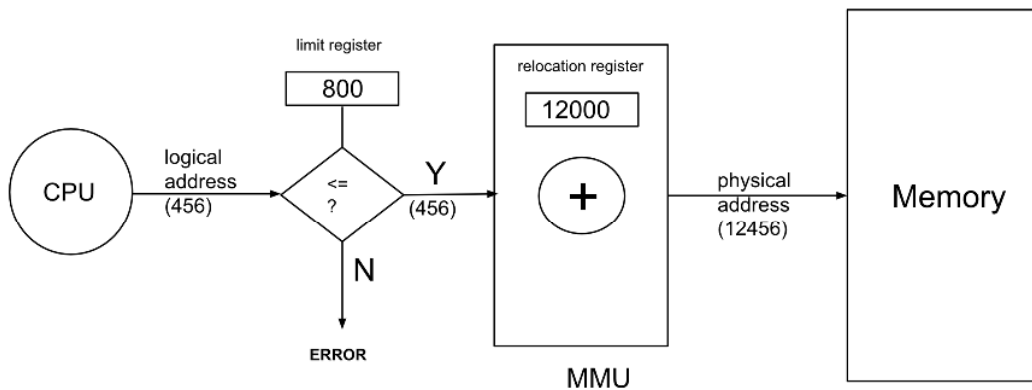 limit register
800
relocation register
12000
CPU
logical
address
(456)
<=
?
Y
(456)
+
physical
address
(12456)
Memory
N
ERROR
MMU